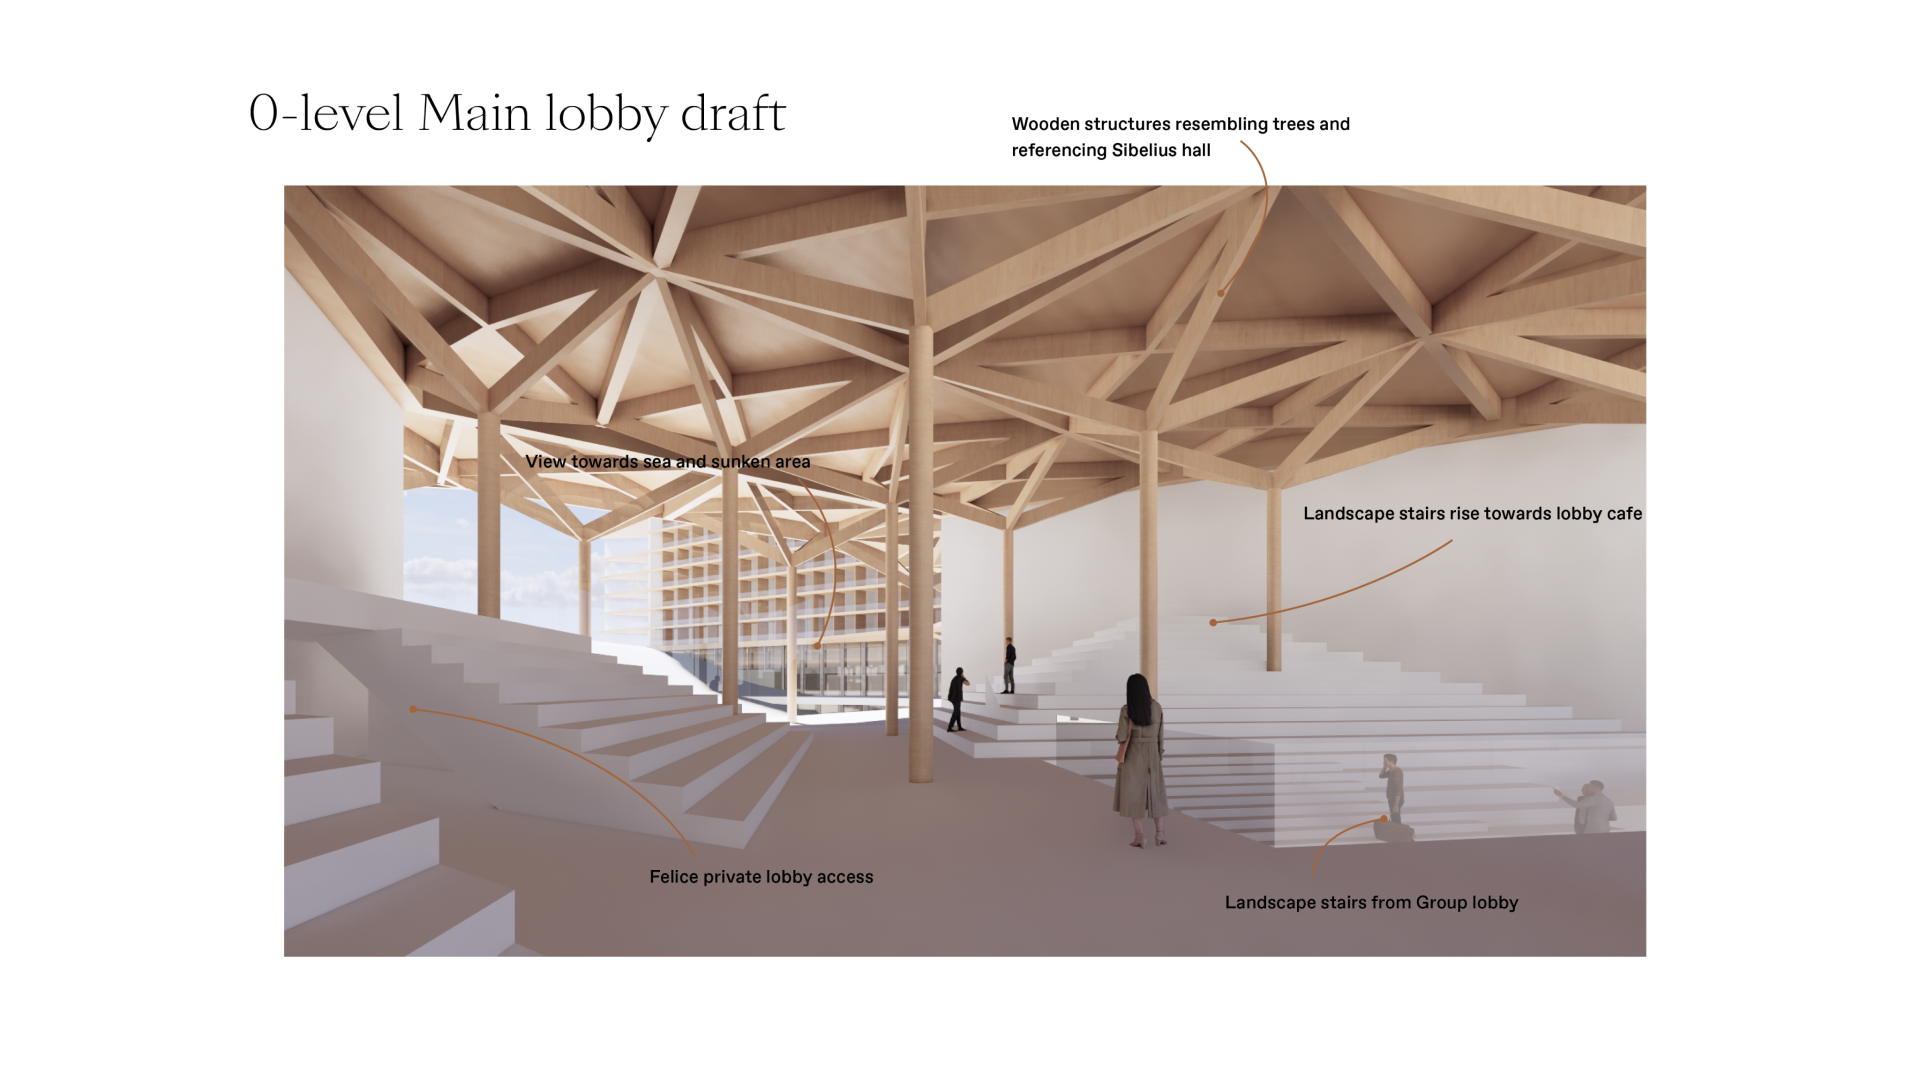 0-level Main lobby draft
Wooden structures resembling trees and
referencing Sibelius hall
View towards sea and sunken area
Landscape stairs rise towards lobby cafe
Felice private lobby access
Landscape stairs from Group lobby